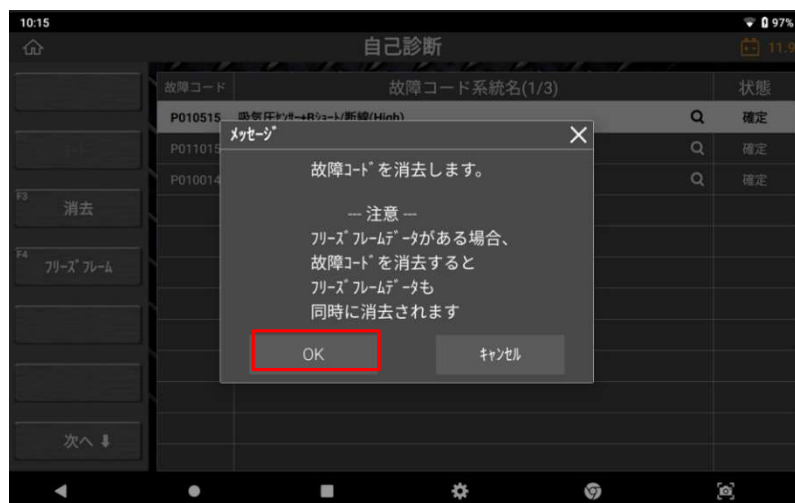 10:15
97%
自己診断
11.9
故障コード
故障コード系統名(1/3)
状態
P010515 吸気圧ｾﾝｻｰ+Bｼｮｰﾄ/断線(High) 確定
P011015 確定
P010014 確定
F3 消去
F4 ﾌﾘｰｽﾞﾌﾚｰﾑ
次へ
ﾒｯｾｰｼﾞ
故障ｺｰﾄﾞを消去します。
--- 注意 ---
ﾌﾘｰｽﾞﾌﾚｰﾑﾃﾞｰﾀがある場合、
故障ｺｰﾄﾞを消去すると
ﾌﾘｰｽﾞﾌﾚｰﾑﾃﾞｰﾀも
同時に消去されます
OK
ｷｬﾝｾﾙ